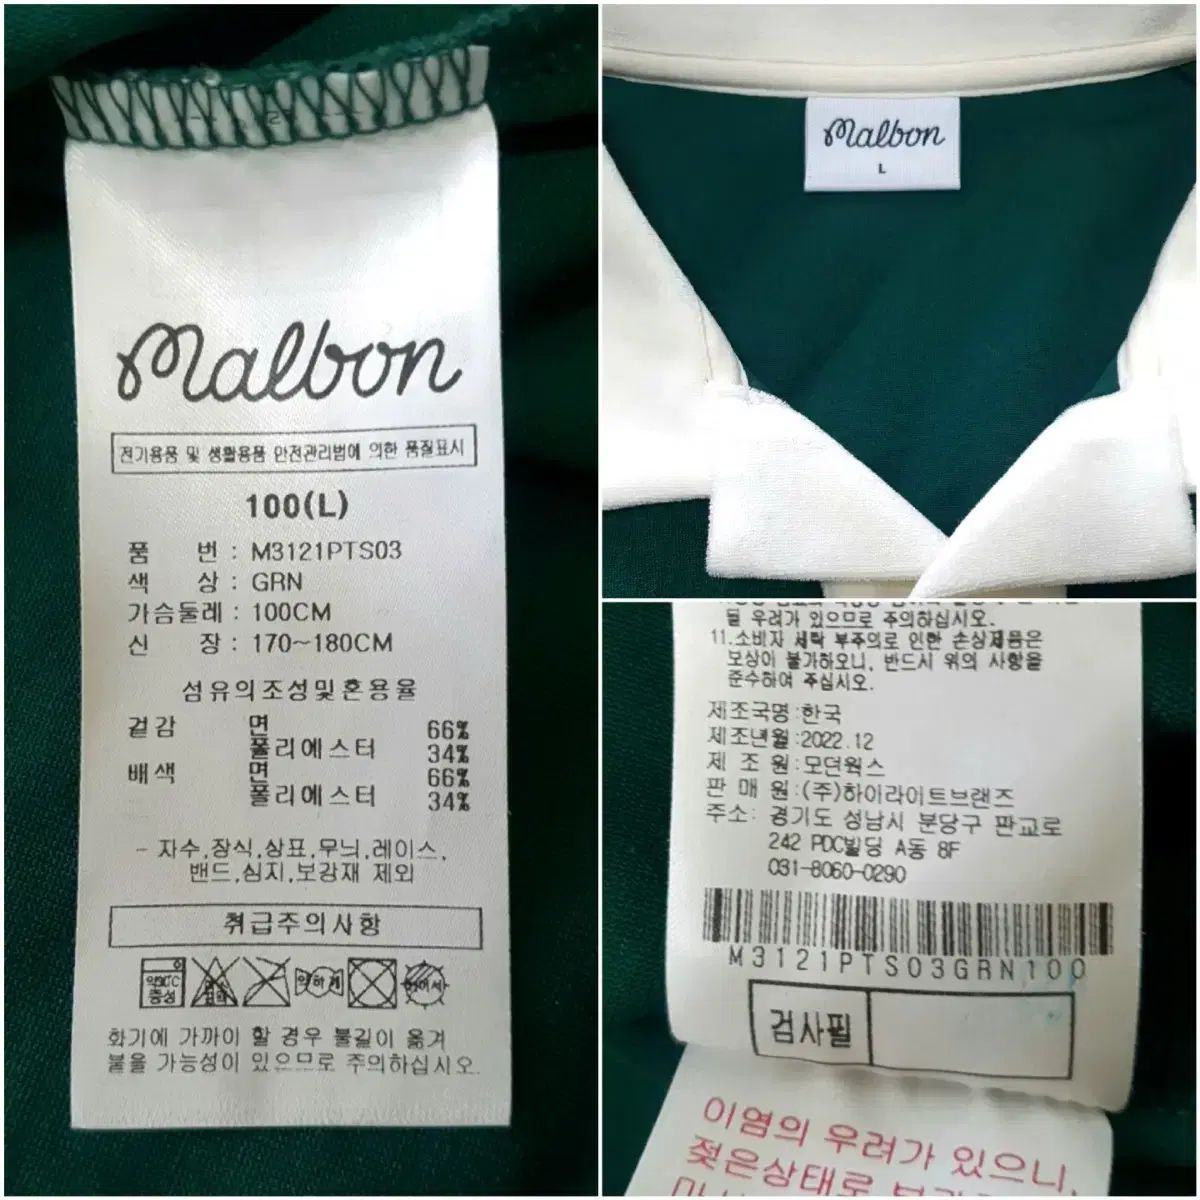 malbon
전기용품 및 생활용품 안전관리법에 의한 품질표시
100(L)
품 번 : M3121PTS03
색 상 : GRN
가슴둘레 : 100CM
신 장 : 170~180CM
섬유의조성및혼용율
겉감 면 66%
폴리에스터 34%
배색 면 66%
폴리에스터 34%
- 자수,장식,상표,무늬,레이스,
밴드,심지,보강재 제외
취급주의사항
약30℃
중성
약하게
화기에 가까이 할 경우 불길이 옮겨
붙을 가능성이 있으므로 주의하십시오.
malbon
L
될 우려가 있으므로 주의하십시오.
11.소비자 세탁 부주의로 인한 손상제품은
보상이 불가하오니, 반드시 위의 사항을
준수하여 주십시오.
제조국명:한국
제조년월:2022.12
제 조 원:모던웍스
판 매 원:(주)하이라이트브랜즈
주소: 경기도 성남시 분당구 판교로
242 PDC빌딩 A동 8F
031-8060-0290
M3121PTS03GRN100
검사필
이염의 우려가 있으니,
젖은상태로